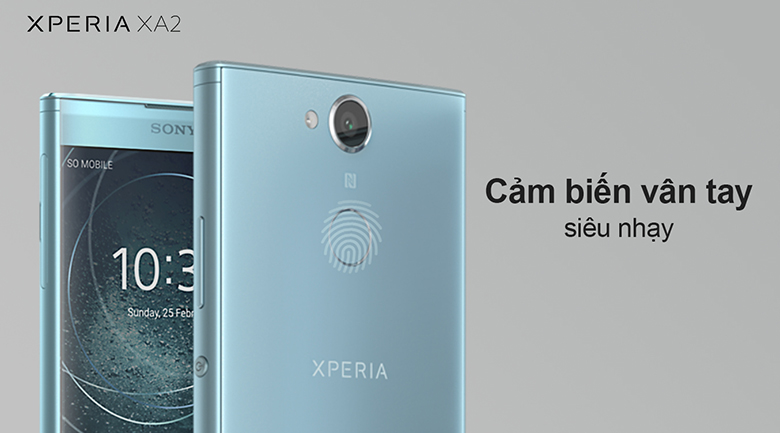 XPERIA XA2
SONY
SO MOBILE
10:3
Sunday, 25 Febr
XPERIA
Cảm biến vân tay
siêu nhạy